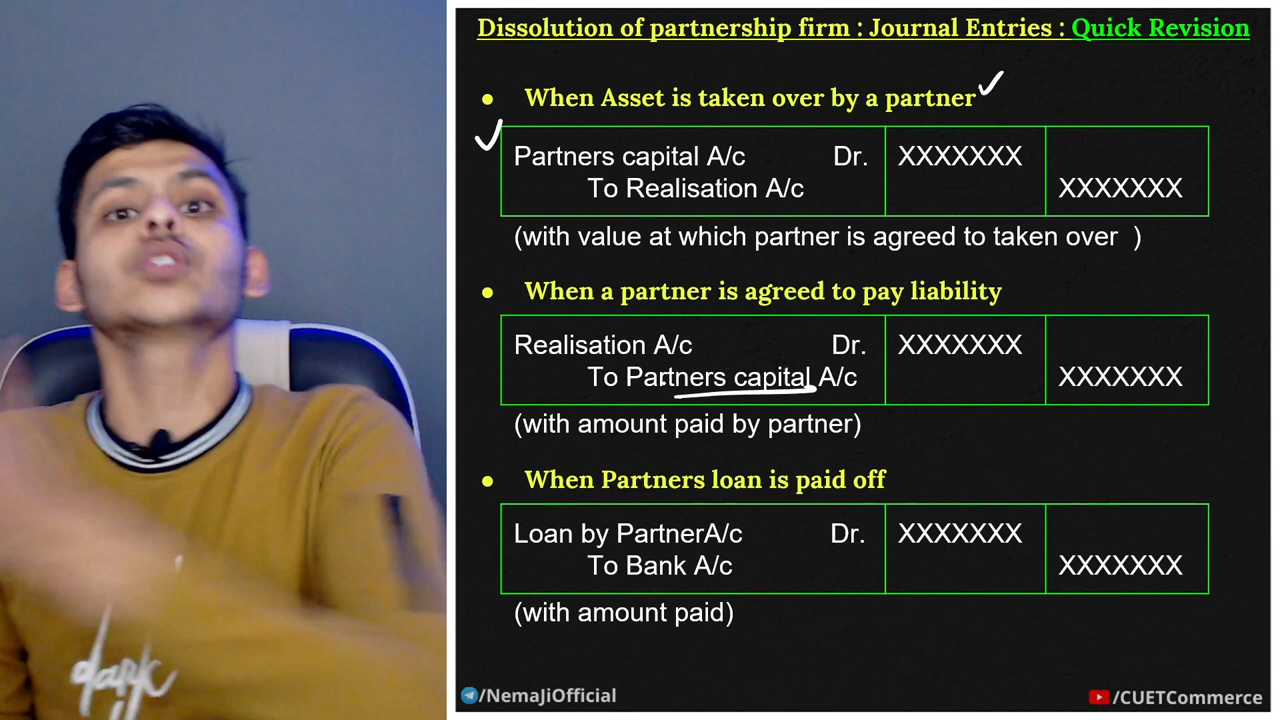 Dissolution of partnership firm : Journal Entries : Quick Revision
● When Asset is taken over by a partner
Partners capital A/c Dr. XXXXXXX
To Realisation A/c XXXXXXX
(with value at which partner is agreed to taken over )
● When a partner is agreed to pay liability
Realisation A/c Dr. XXXXXXX
To Partners capital A/c XXXXXXX
(with amount paid by partner)
● When Partners loan is paid off
Loan by PartnerA/c Dr. XXXXXXX
To Bank A/c XXXXXXX
(with amount paid)
dark
/NemaJiOfficial
/CUETCommerce